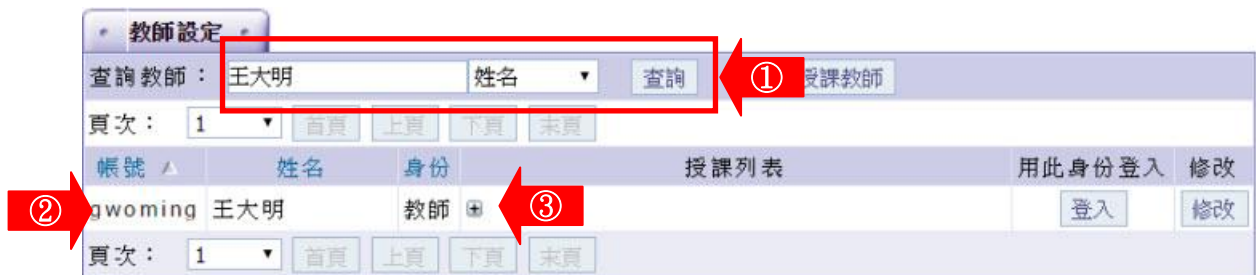 教師設定
查詢教師： 王大明 姓名 查詢 ① 授課教師
頁次： 1 首頁 上頁 下頁 末頁
帳號 姓名 身份 授課列表 用此身份登入 修改
② gwoming 王大明 教師 ③ 登入 修改
頁次： 1 首頁 上頁 下頁 末頁